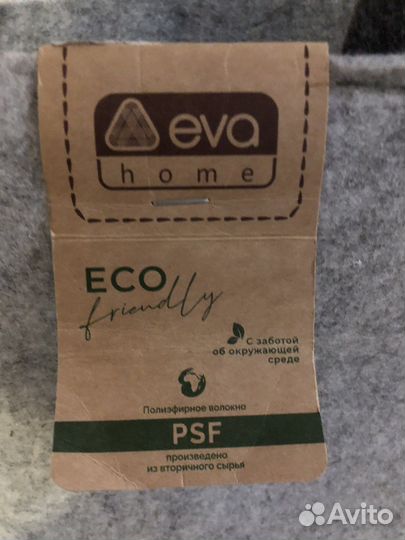 eva
home
ECO
friendly
С заботой
об окружающей
среде
Полиэфирное волокно
PSF
произведено
из вторичного сырья
Avito